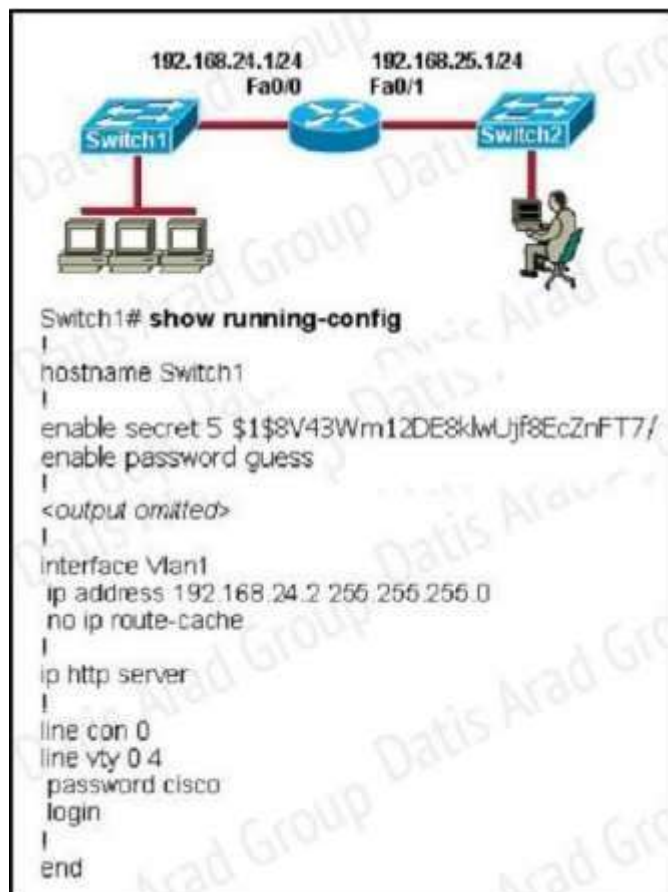 192.168.24.1/24 192.168.25.1/24
Fa0/0 Fa0/1
Switch1 Switch2
Switch1# show running-config
!
hostname Switch1
!
enable secret 5 $1$8V43Wm12DE8klwUjf8EcZnFT7/
enable password guess
!
<output omitted>
!
interface Vlan1
ip address 192.168.24.2 255.255.255.0
no ip route-cache
!
ip http server
!
line con 0
line vty 0 4
password cisco
login
!
end
Datis Arad Group